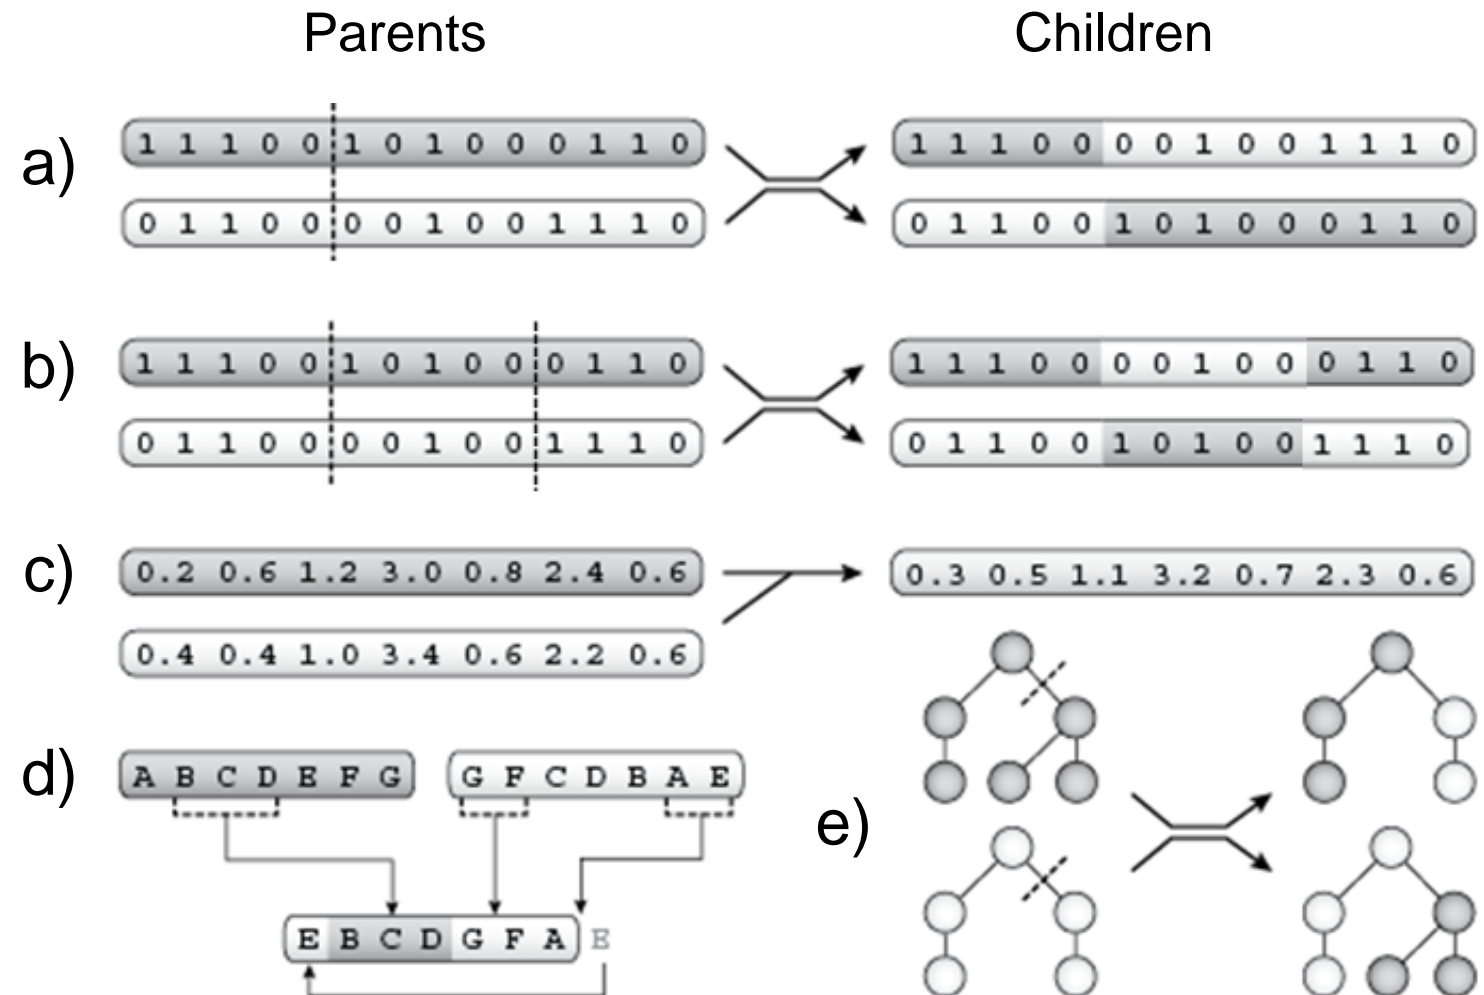 Parents Children
a) 1 1 1 0 0 1 0 1 0 0 0 1 1 0 1 1 1 0 0 0 0 1 0 0 1 1 1 0
0 1 1 0 0 0 0 1 0 0 1 1 1 0 0 1 1 0 0 1 0 1 0 0 0 1 1 0
b) 1 1 1 0 0 1 0 1 0 0 0 1 1 0 1 1 1 0 0 0 0 1 0 0 0 1 1 0
0 1 1 0 0 0 0 1 0 0 1 1 1 0 0 1 1 0 0 1 0 1 0 0 1 1 1 0
c) 0.2 0.6 1.2 3.0 0.8 2.4 0.6 0.3 0.5 1.1 3.2 0.7 2.3 0.6
0.4 0.4 1.0 3.4 0.6 2.2 0.6
d) A B C D E F G G F C D B A E
e)
E B C D G F A E